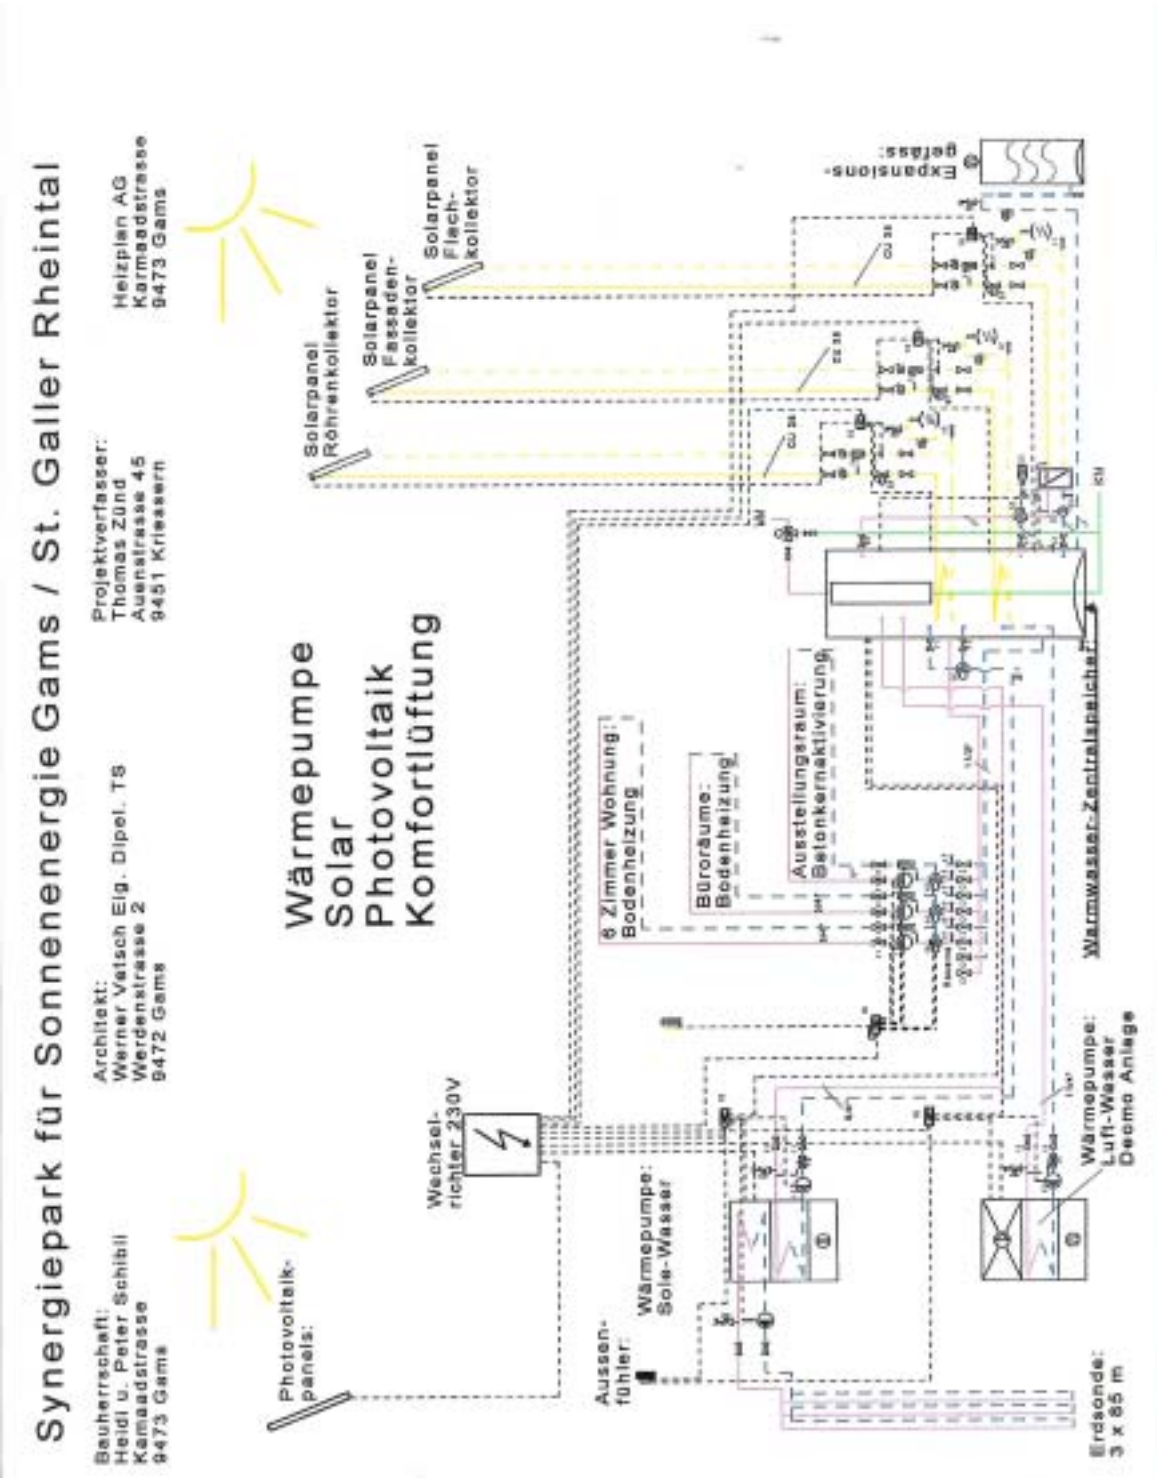 Synergiepark für Sonnenenergie Gams / St. Galler Rheintal
Bauherrschaft:
Heidi u. Peter Schibli
Kamaadstrasse
9473 Gams
Architekt:
Werner Vetsch Eig. Dipel. TS
Werdenstrasse 2
9472 Gams
Projektverfasser:
Thomas Zünd
Auenstrasse 45
9451 Kriessern
Heizplan AG
Karmaadstrasse
9473 Gams
Wärmepumpe
Solar
Photovoltaik
Komfortlüftung
Photovoltaik-
panels:
Wechsel-
richter 230V
Solarpanel
Röhrenkollektor
Solarpanel
Fassaden-
kollektor
Solarpanel
Flach-
kollektor
6 Zimmer Wohnung:
Bodenheizung
Büroräume:
Bodenheizung
Ausstellungsraum:
Betonkernaktivierung
Expansions-
gefäss:
Aussen-
fühler:
Wärmepumpe:
Sole-Wasser
Warmwasser-Zentralspeicher:
Wärmepumpe:
Luft-Wasser
Decmo Anlage
Erdsonde:
3 x 85 m